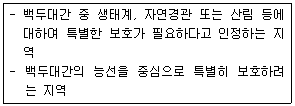 - 백두대간 중 생태계, 자연경관 또는 산림 등에
대하여 특별한 보호가 필요하다고 인정하는 지
역
- 백두대간의 능선을 중심으로 특별히 보호하려
는 지역